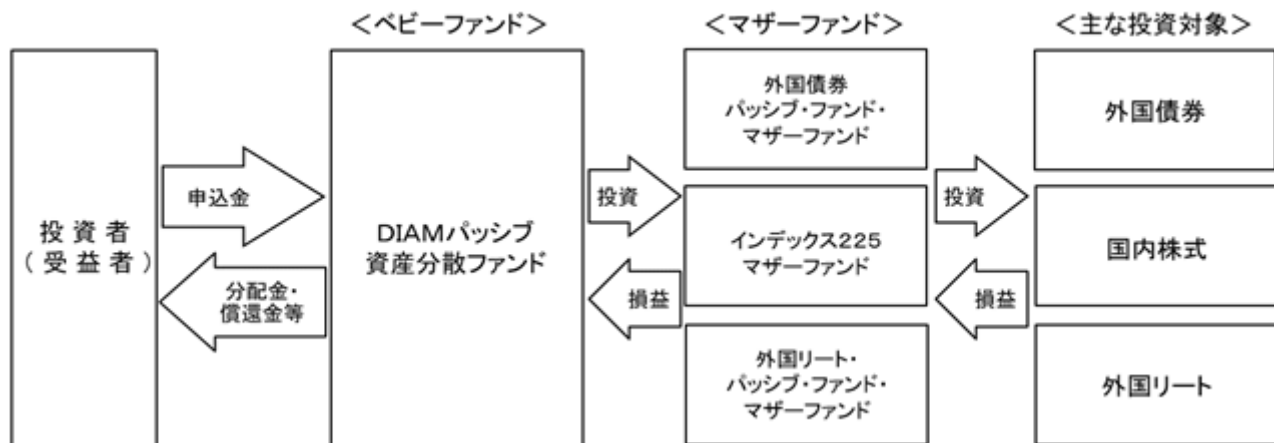 <ベビーファンド>
<マザーファンド>
<主な投資対象>
投資者
(受益者)
申込金
分配金・
償還金等
DIAMパッシブ
資産分散ファンド
投資
損益
外国債券
パッシブ・ファンド・
マザーファンド
インデックス225
マザーファンド
外国リート・
パッシブ・ファンド・
マザーファンド
投資
損益
外国債券
国内株式
外国リート